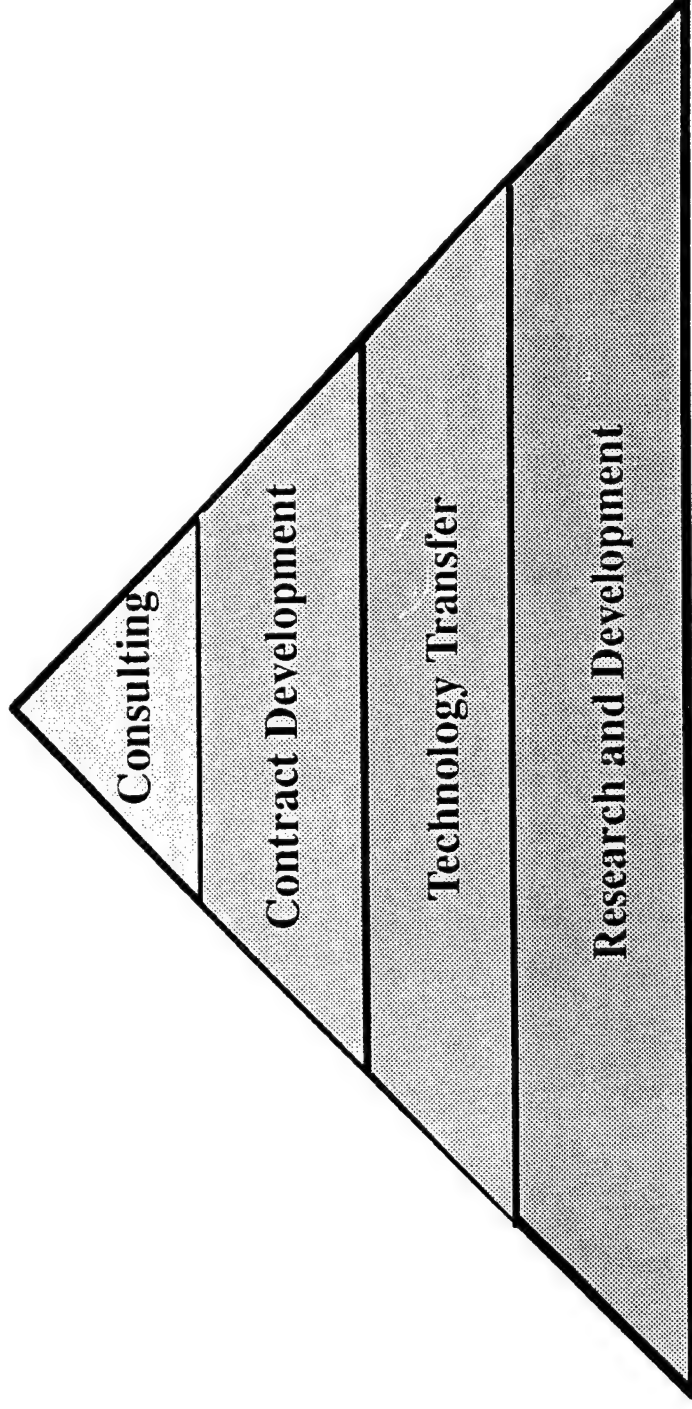 Consulting
Contract Development
Technology Transfer
Research and Development